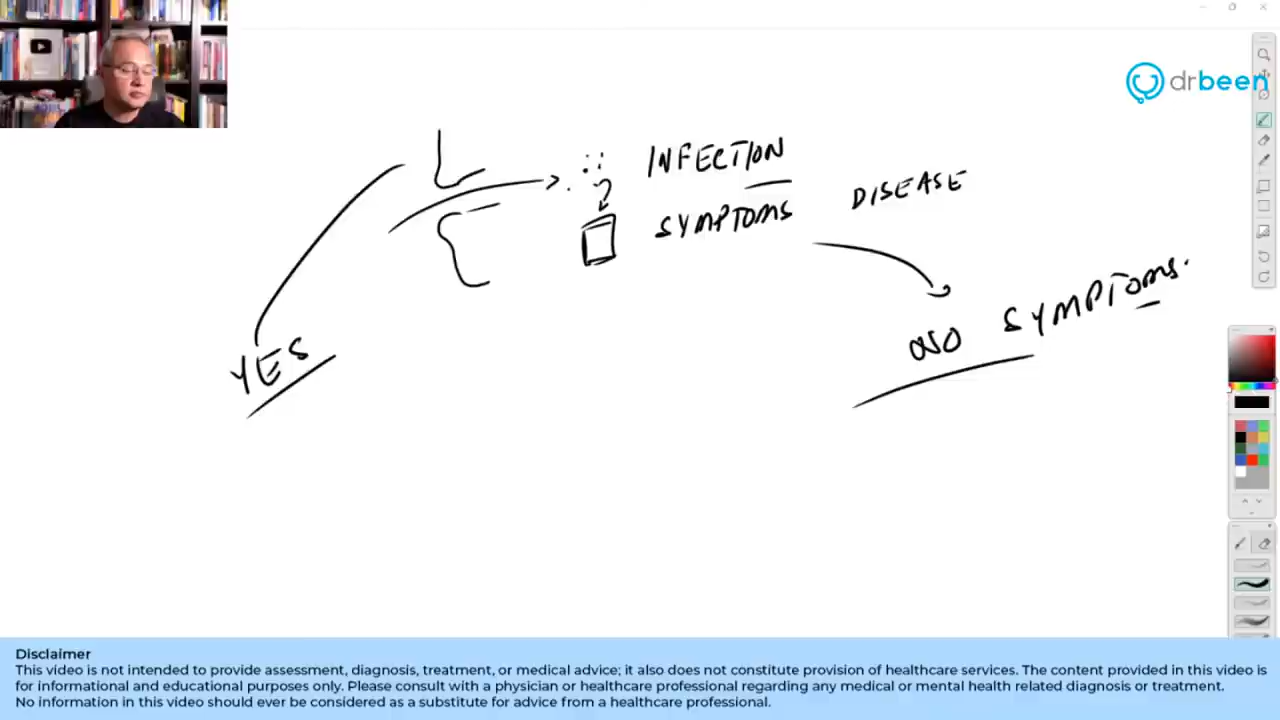 drbeen
INFECTION
SYMPTOMS
DISEASE
NO SYMPTOMS.
YES
Disclaimer
This video is not intended to provide assessment, diagnosis, treatment, or medical advice; it also does not constitute provision of healthcare services. The content provided in this video is
for informational and educational purposes only. Please consult with a physician or healthcare professional regarding any medical or mental health related diagnosis or treatment.
No information in this video should ever be considered as a substitute for advice from a healthcare professional.